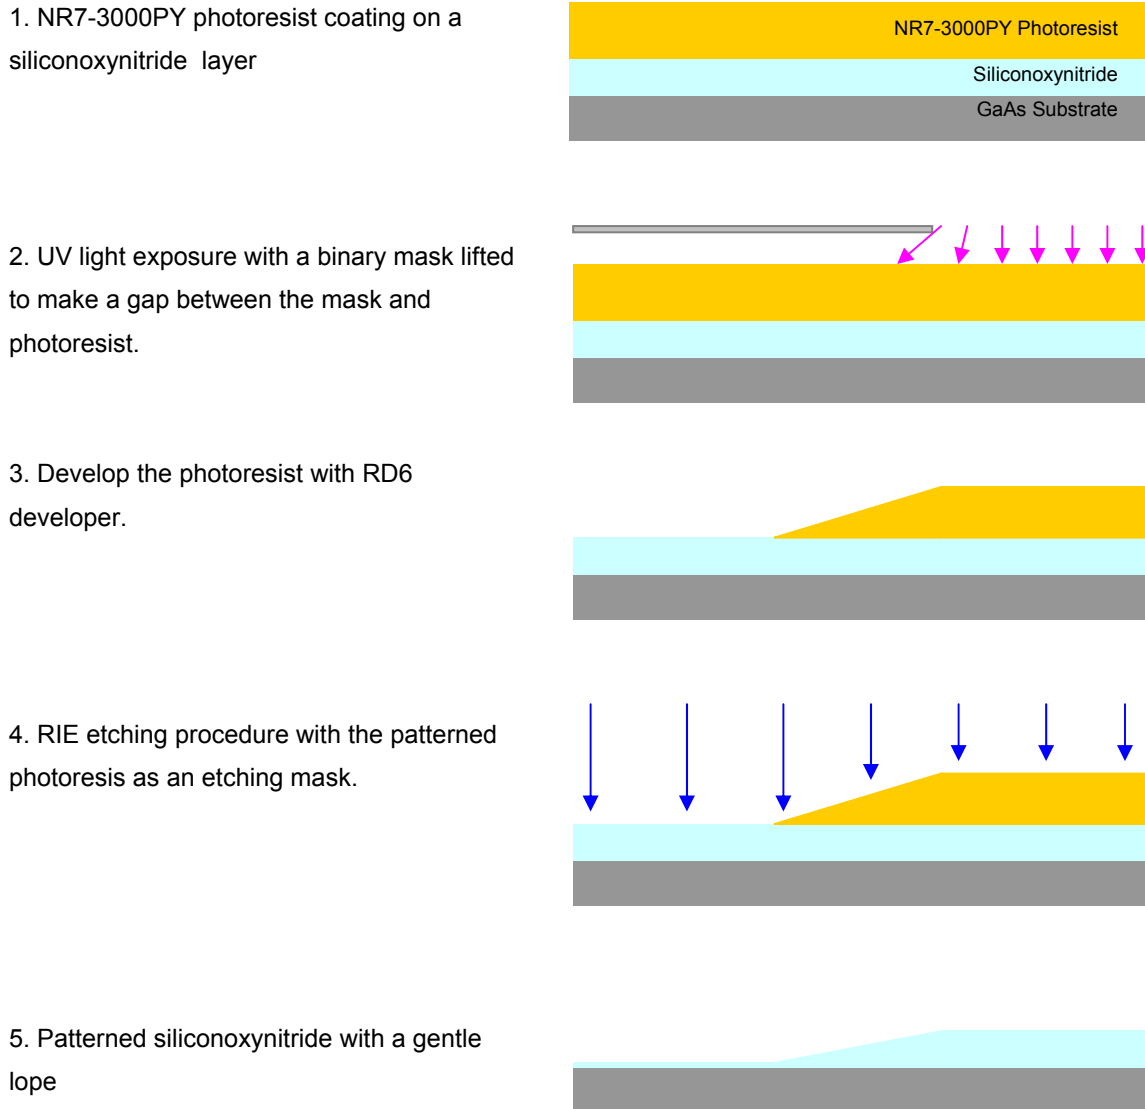 1. NR7-3000PY photoresist coating on a
siliconoxynitride layer
NR7-3000PY Photoresist
Siliconoxynitride
GaAs Substrate
2. UV light exposure with a binary mask lifted
to make a gap between the mask and
photoresist.
3. Develop the photoresist with RD6
developer.
4. RIE etching procedure with the patterned
photoresis as an etching mask.
5. Patterned siliconoxynitride with a gentle
lope